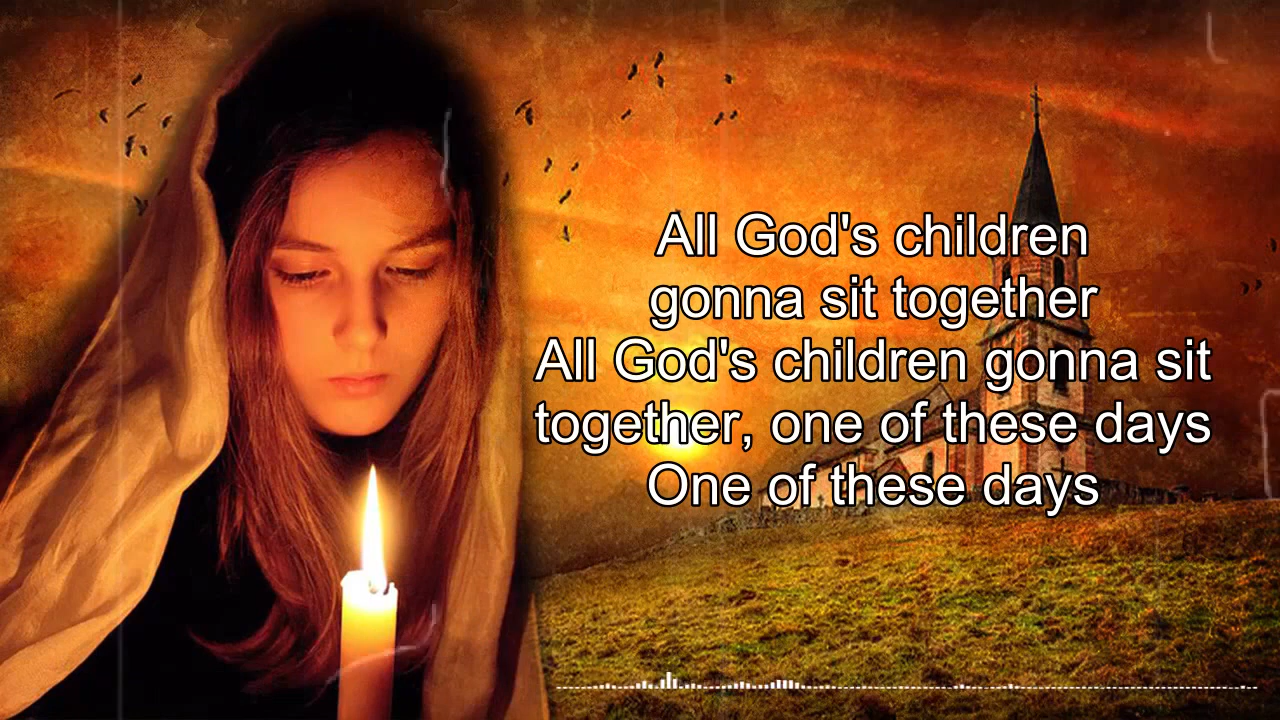 All God's children
gonna sit together
All God's children gonna sit
together, one of these days
One of these days